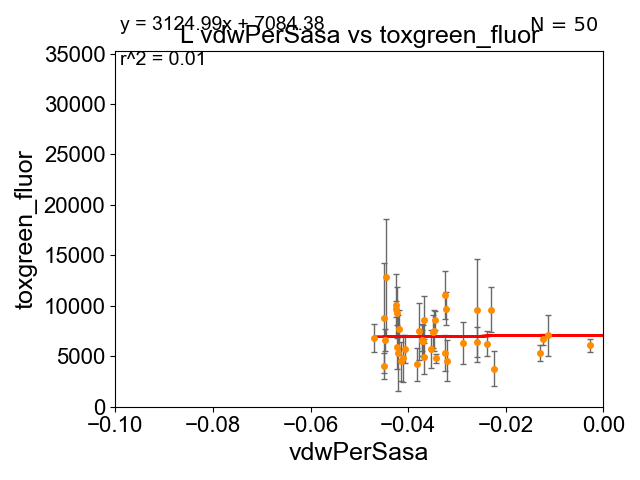 y = 3124.99x + 7084.38
N = 50
L vdwPerSasa vs toxgreen_fluor
r^2 = 0.01
35000
30000
25000
20000
15000
10000
5000
0
toxgreen_fluor
−0.10 −0.08 −0.06 −0.04 −0.02 0.00
vdwPerSasa